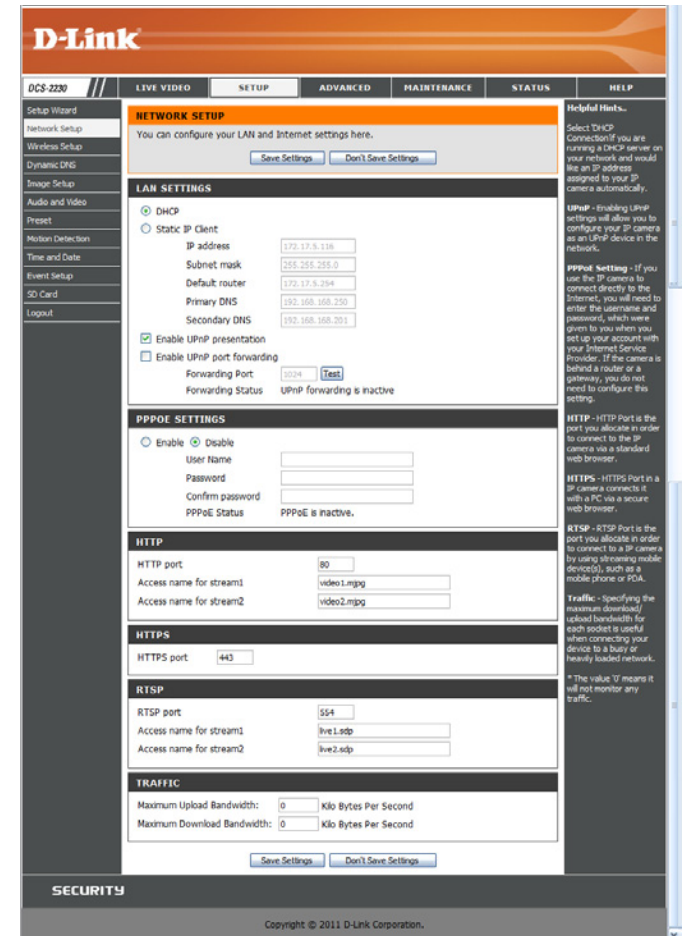 D-Link
DCS-2230
LIVE VIDEO
SETUP
ADVANCED
MAINTENANCE
STATUS
HELP
Setup Wizard
Network Setup
Wireless Setup
Dynamic DNS
Image Setup
Audio and Video
Preset
Motion Detection
Time and Date
Event Setup
SD Card
Logout
NETWORK SETUP
You can configure your LAN and Internet settings here.
Save Settings Don't Save Settings
LAN SETTINGS
DHCP
Static IP Client
IP address 172.17.5.116
Subnet mask 255.255.255.0
Default router 172.17.5.254
Primary DNS 192.168.168.250
Secondary DNS 192.168.168.201
Enable UPnP presentation
Enable UPnP port forwarding
Forwarding Port 1024 Test
Forwarding Status UPnP forwarding is inactive
PPPOE SETTINGS
Enable Disable
User Name
Password
Confirm password
PPPoE Status PPPoE is inactive.
HTTP
HTTP port 80
Access name for stream1 video1.mjpg
Access name for stream2 video2.mjpg
HTTPS
HTTPS port 443
RTSP
RTSP port 554
Access name for stream1 live1.sdp
Access name for stream2 live2.sdp
TRAFFIC
Maximum Upload Bandwidth: 0 Kilo Bytes Per Second
Maximum Download Bandwidth: 0 Kilo Bytes Per Second
Save Settings Don't Save Settings
Helpful Hints..
Select 'DHCP
Connection'if you are
running a DHCP server on
your network and would
like an IP address
assigned to your IP
camera automatically.
UPnP - Enabling UPnP
settings will allow you to
configure your IP camera
as an UPnP device in the
network.
PPPoE Setting - If you
use the IP camera to
connect directly to the
Internet, you will need to
enter the username and
password, which were
given to you when you
set up your account with
your Internet Service
Provider. If the camera is
behind a router or a
gateway, you do not
need to configure this
setting.
HTTP - HTTP Port is the
port you allocate in order
to connect to the IP
camera via a standard
web browser.
HTTPS - HTTPS Port in a
IP camera connects it
with a PC via a secure
web browser.
RTSP - RTSP Port is the
port you allocate in order
to connect to a IP camera
by using streaming mobile
device(s), such as a
mobile phone or PDA.
Traffic - Specifying the
maximum download/
upload bandwidth for
each socket is useful
when connecting your
device to a busy or
heavily loaded network.
* The value '0' means it
will not monitor any
traffic.
SECURITY
Copyright © 2011 D-Link Corporation.